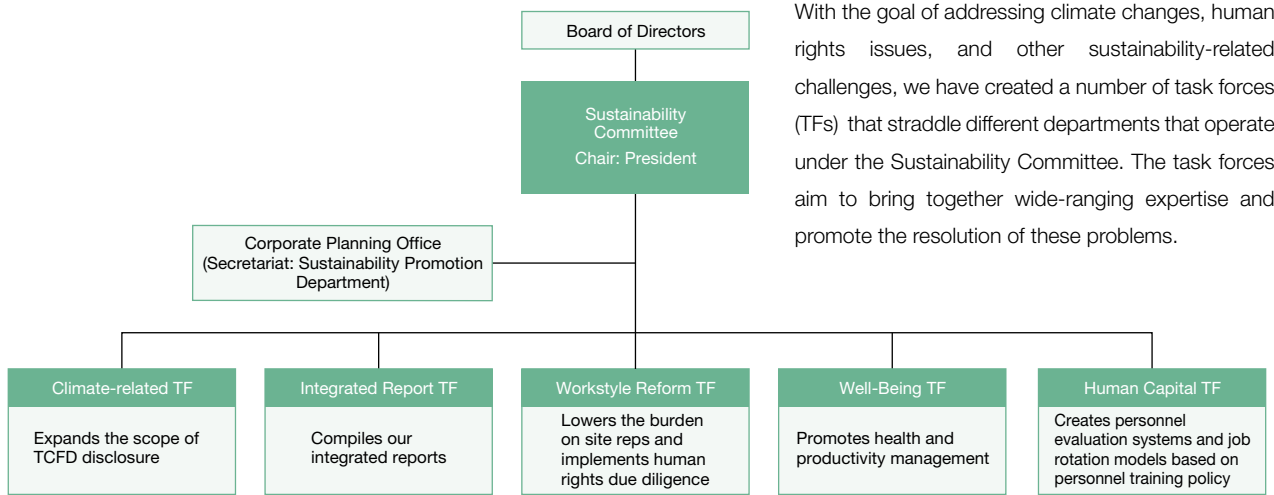 Board of Directors
Sustainability
Committee
Chair: President
With the goal of addressing climate changes, human
rights issues, and other sustainability-related
challenges, we have created a number of task forces
(TFs) that straddle different departments that operate
under the Sustainability Committee. The task forces
aim to bring together wide-ranging expertise and
promote the resolution of these problems.
Corporate Planning Office
(Secretariat: Sustainability Promotion
Department)
Climate-related TF
Expands the scope of
TCFD disclosure
Integrated Report TF
Compiles our
integrated reports
Workstyle Reform TF
Lowers the burden
on site reps and
implements human
rights due diligence
Well-Being TF
Promotes health and
productivity management
Human Capital TF
Creates personnel
evaluation systems and job
rotation models based on
personnel training policy